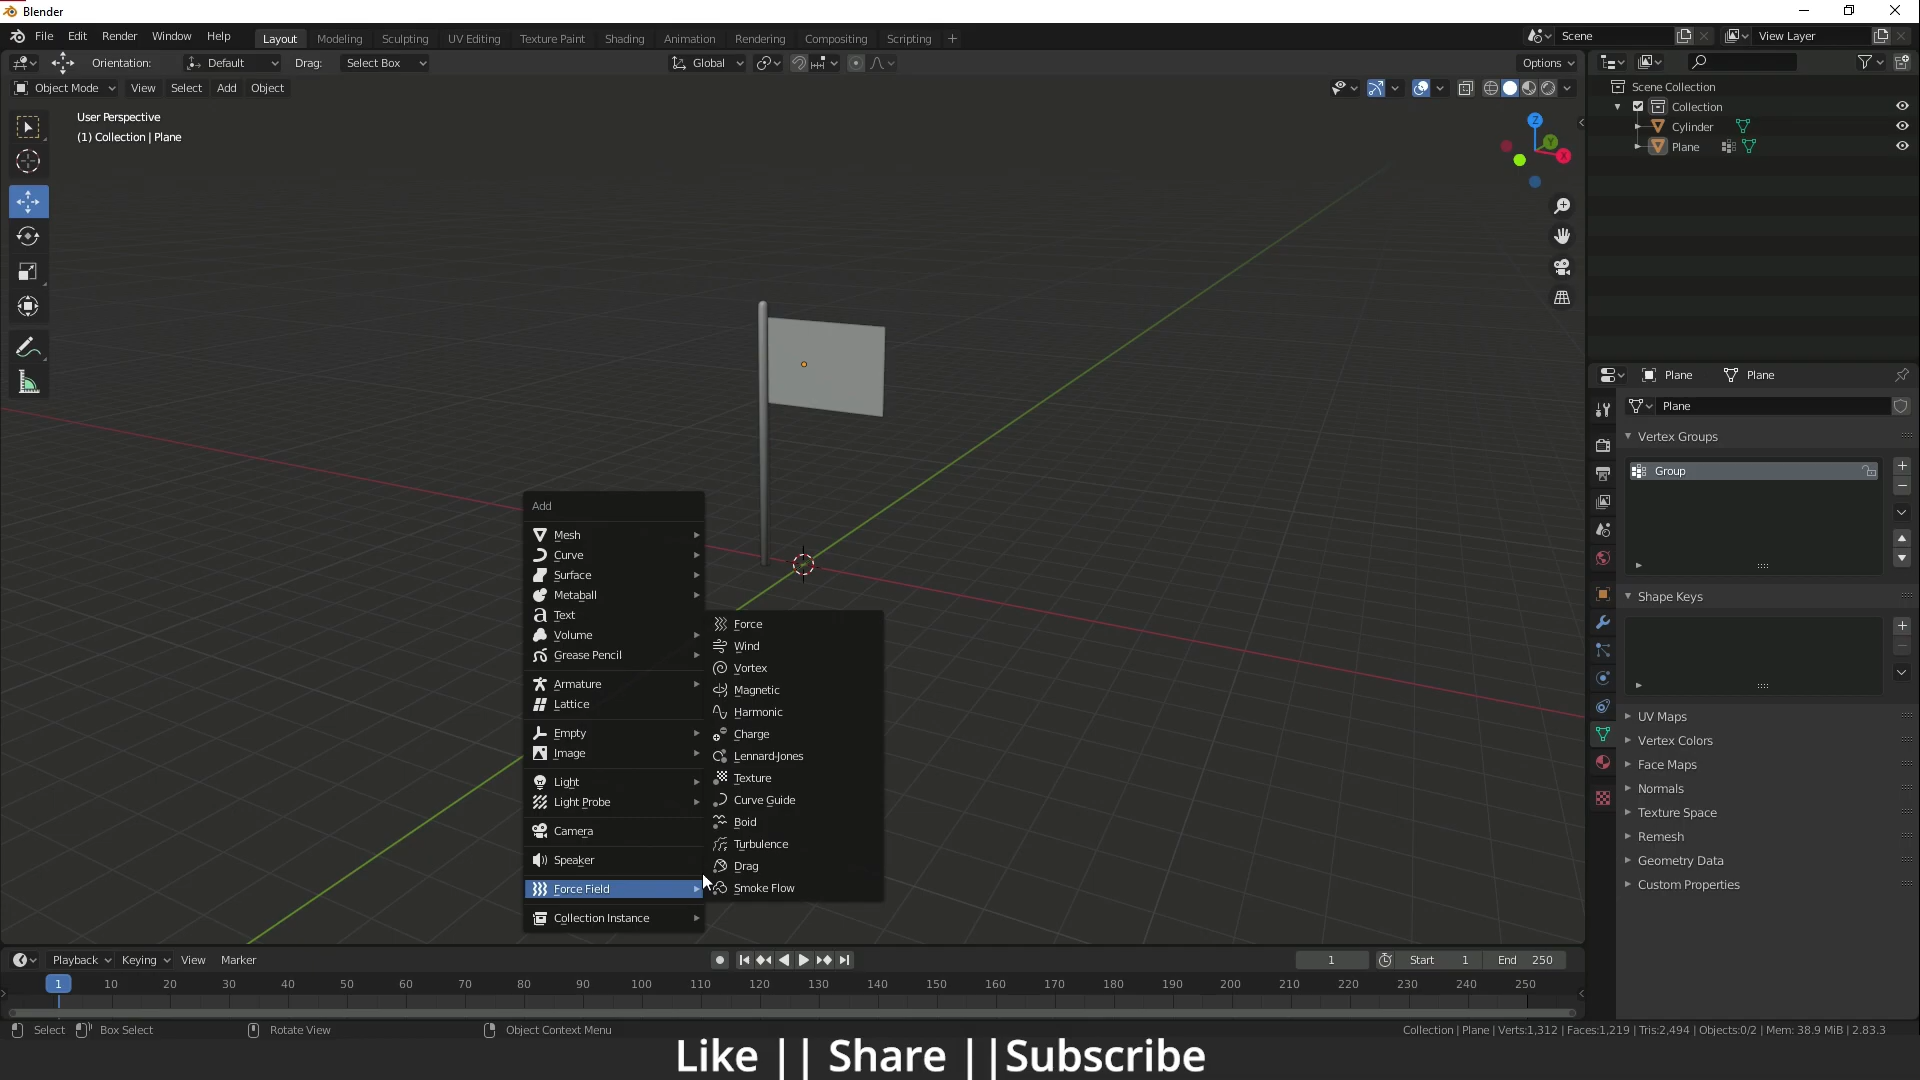 Blender
File Edit Render Window Help
Layout Modeling Sculpting UV Editing Texture Paint Shading Animation Rendering Compositing Scripting +
Scene
View Layer
Orientation: Default Drag: Select Box
Global
Options
Object Mode View Select Add Object
User Perspective
(1) Collection | Plane
Z
Y
X
Scene Collection
Collection
Cylinder
Plane
Plane Plane
Plane
Vertex Groups
Group
Shape Keys
UV Maps
Vertex Colors
Face Maps
Normals
Texture Space
Remesh
Geometry Data
Custom Properties
Add
Mesh
Curve
Surface
Metaball
Text
Volume
Grease Pencil
Armature
Lattice
Empty
Image
Light
Light Probe
Camera
Speaker
Force Field
Collection Instance
Force
Wind
Vortex
Magnetic
Harmonic
Charge
Lennard-Jones
Texture
Curve Guide
Boid
Turbulence
Drag
Smoke Flow
Playback Keying View Marker
1 Start 1 End 250
1 10 20 30 40 50 60 70 80 90 100 110 120 130 140 150 160 170 180 190 200 210 220 230 240 250
Select Box Select Rotate View Object Context Menu
Collection | Plane | Verts:1,312 | Faces:1,219 | Tris:2,494 | Objects:0/2 | Mem: 38.9 MiB | 2.83.3
Like || Share ||Subscribe